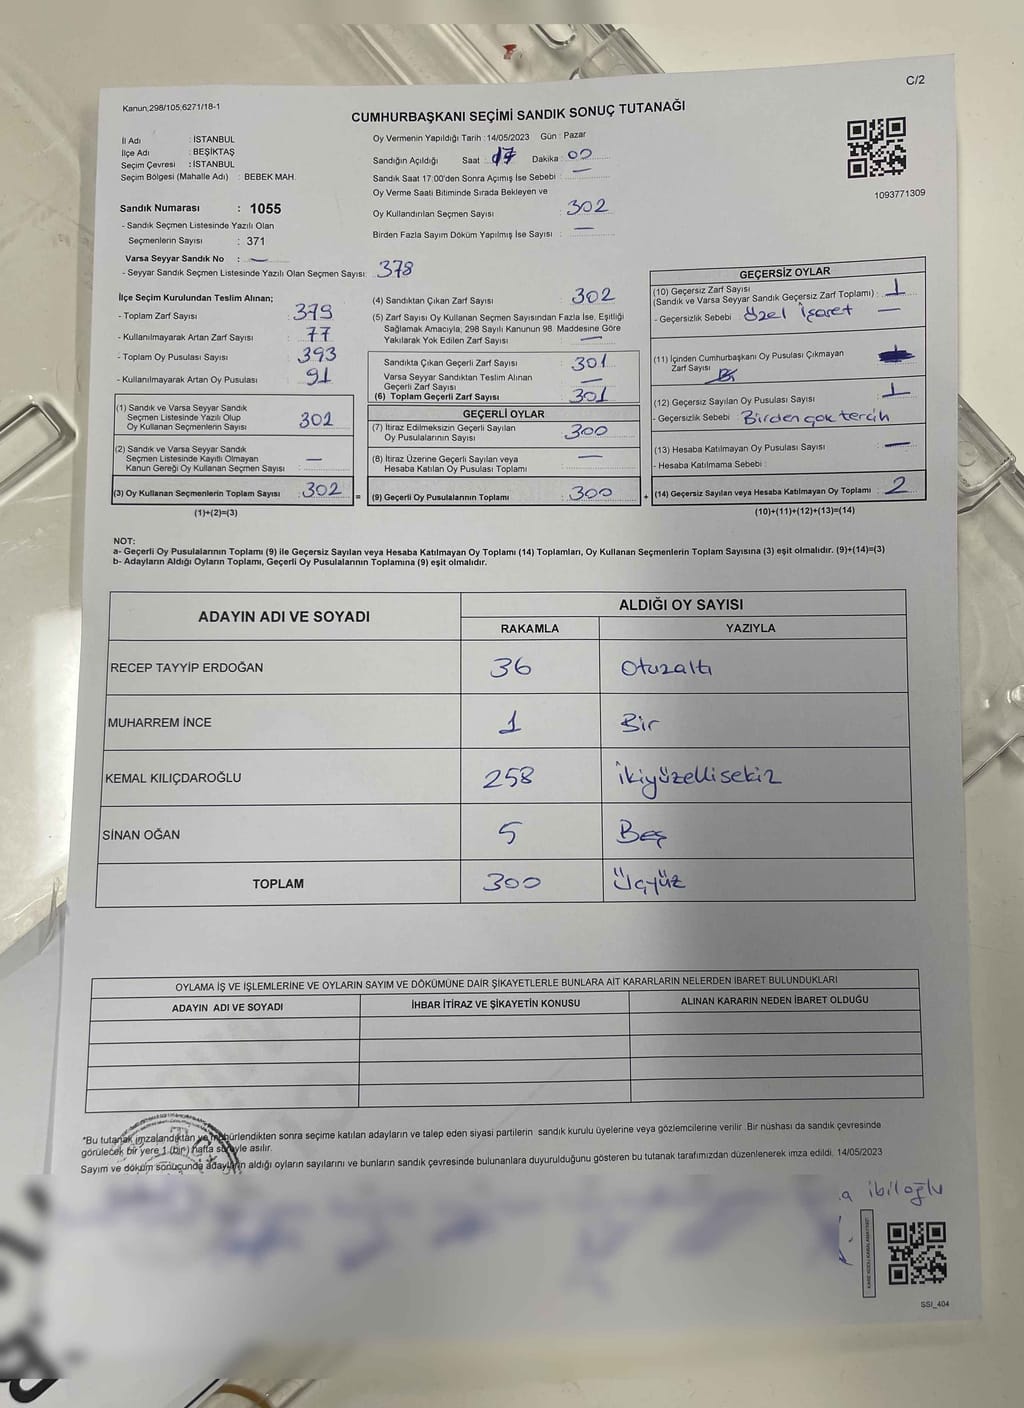 C/2
Kanun,298/105,6271/18-1
CUMHURBAŞKANI SEÇİMİ SANDIK SONUÇ TUTANAĞI
İl Adı : İSTANBUL
İlçe Adı : BEŞİKTAŞ
Seçim Çevresi : İSTANBUL
Seçim Bölgesi (Mahalle Adı) : BEBEK MAH.
Sandık Numarası : 1055
- Sandık Seçmen Listesinde Yazılı Olan
Seçmenlerin Sayısı : 371
Varsa Seyyar Sandık No : —
- Seyyar Sandık Seçmen Listesinde Yazılı Olan Seçmen Sayısı: 378
Oy Vermenin Yapıldığı Tarih : 14/05/2023 Gün : Pazar
Sandığın Açıldığı Saat : 17 Dakika : 00
Sandık Saat 17:00'den Sonra Açımış İse Sebebi : —
Oy Verme Saati Bitiminde Sırada Bekleyen ve
Oy Kullandırılan Seçmen Sayısı : 302
Birden Fazla Sayım Döküm Yapılmış İse Sayısı : —
1093771309
İlçe Seçim Kurulundan Teslim Alınan;
- Toplam Zarf Sayısı : 379
- Kullanılmayarak Artan Zarf Sayısı : 77
- Toplam Oy Pusulası Sayısı : 393
- Kullanılmayarak Artan Oy Pusulası : 91
(1) Sandık ve Varsa Seyyar Sandık
Seçmen Listesinde Yazılı Olup
Oy Kullanan Seçmenlerin Sayısı : 302
(2) Sandık ve Varsa Seyyar Sandık
Seçmen Listesinde Kayıtlı Olmayan
Kanun Gereği Oy Kullanan Seçmen Sayısı : —
(3) Oy Kullanan Seçmenlerin Toplam Sayısı : 302
(1)+(2)=(3)
(4) Sandıktan Çıkan Zarf Sayısı : 302
(5) Zarf Sayısı Oy Kullanan Seçmen Sayısından Fazla İse, Eşitliği
Sağlamak Amacıyla, 298 Sayılı Kanunun 98. Maddesine Göre
Yakılarak Yok Edilen Zarf Sayısı : —
Sandıkta Çıkan Geçerli Zarf Sayısı : 301
Varsa Seyyar Sandıktan Teslim Alınan
Geçerli Zarf Sayısı : —
(6) Toplam Geçerli Zarf Sayısı : 301
GEÇERLİ OYLAR
(7) İtiraz Edilmeksizin Geçerli Sayılan
Oy Pusulalarının Sayısı : 300
(8) İtiraz Üzerine Geçerli Sayılan veya
Hesaba Katılan Oy Pusulası Toplamı : —
= (9) Geçerli Oy Pusulalarının Toplamı : 300
GEÇERSİZ OYLAR
(10) Geçersiz Zarf Sayısı
(Sandık ve Varsa Seyyar Sandık Geçersiz Zarf Toplamı) : 1
- Geçersizlik Sebebi : Özel İşaret —
(11) İçinden Cumhurbaşkanı Oy Pusulası Çıkmayan
Zarf Sayısı :
(12) Geçersiz Sayılan Oy Pusulası Sayısı : 1
- Geçersizlik Sebebi : Birden çok tercih
(13) Hesaba Katılmayan Oy Pusulası Sayısı : —
- Hesaba Katılmama Sebebi :
+ (14) Geçersiz Sayılan veya Hesaba Katılmayan Oy Toplamı : 2
(10)+(11)+(12)+(13)=(14)
NOT:
a- Geçerli Oy Pusulalarının Toplamı (9) ile Geçersiz Sayılan veya Hesaba Katılmayan Oy Toplamı (14) Toplamları, Oy Kullanan Seçmenlerin Toplam Sayısına (3) eşit olmalıdır. (9)+(14)=(3)
b- Adayların Aldığı Oyların Toplamı, Geçerli Oy Pusulalarının Toplamına (9) eşit olmalıdır.
ADAYIN ADI VE SOYADI ALDIĞI OY SAYISI
RAKAMLA YAZIYLA
RECEP TAYYİP ERDOĞAN 36 Otuzaltı
MUHARREM İNCE 1 Bir
KEMAL KILIÇDAROĞLU 258 ikiyüzellisekiz
SİNAN OĞAN 5 Beş
TOPLAM 300 Üçyüz
OYLAMA İŞ VE İŞLEMLERİNE VE OYLARIN SAYIM VE DÖKÜMÜNE DAİR ŞİKAYETLERLE BUNLARA AİT KARARLARIN NELERDEN İBARET BULUNDUKLARI
ADAYIN ADI VE SOYADI İHBAR İTİRAZ VE ŞİKAYETİN KONUSU ALINAN KARARIN NEDEN İBARET OLDUĞU
*Bu tutanak imzalandıktan ve mühürlendikten sonra seçime katılan adayların ve talep eden siyasi partilerin sandık kurulu üyelerine veya gözlemcilerine verilir .Bir nüshası da sandık çevresinde
görülecek bir yere 1 (bir) hafta süreyle asılır.
Sayım ve döküm sonucunda adayların aldığı oyların sayılarını ve bunların sandık çevresinde bulunanlara duyurulduğunu gösteren bu tutanak tarafımızdan düzenlenerek imza edildi. 14/05/2023
SSI_404